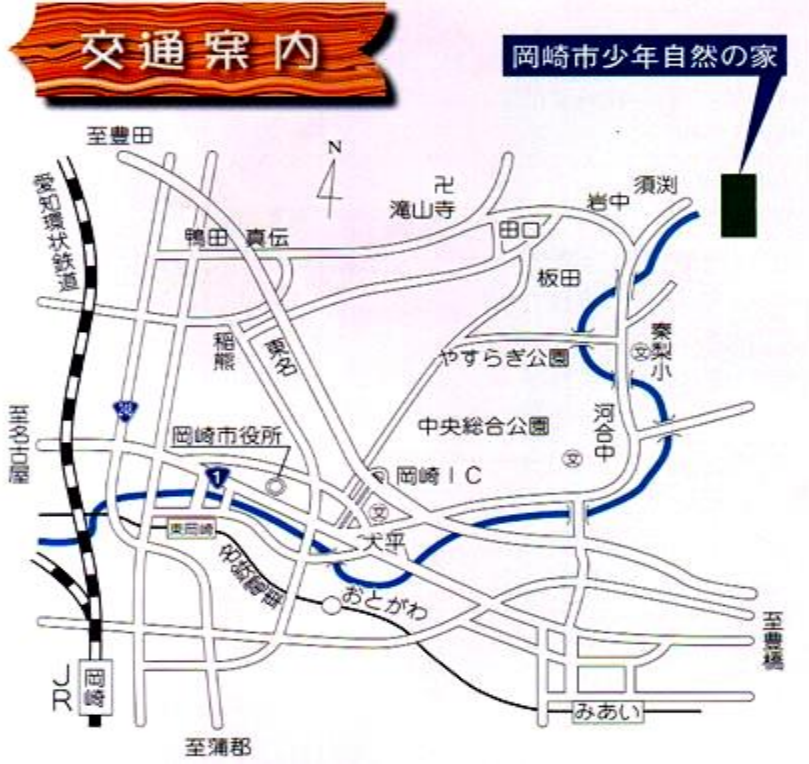 交通案内
岡崎市少年自然の家
至豊田
N
卍
滝山寺
須渕
岩中
愛知環状鉄道
鴨田
真伝
田口
板田
稲熊
東名
やすらぎ公園
文
秦梨小
至名古屋
248
岡崎市役所
中央総合公園
河合中
文
1
岡崎IC
文
東岡崎
大平
名鉄本線
おとがわ
至豊橋
JR
岡崎
みあい
至蒲郡